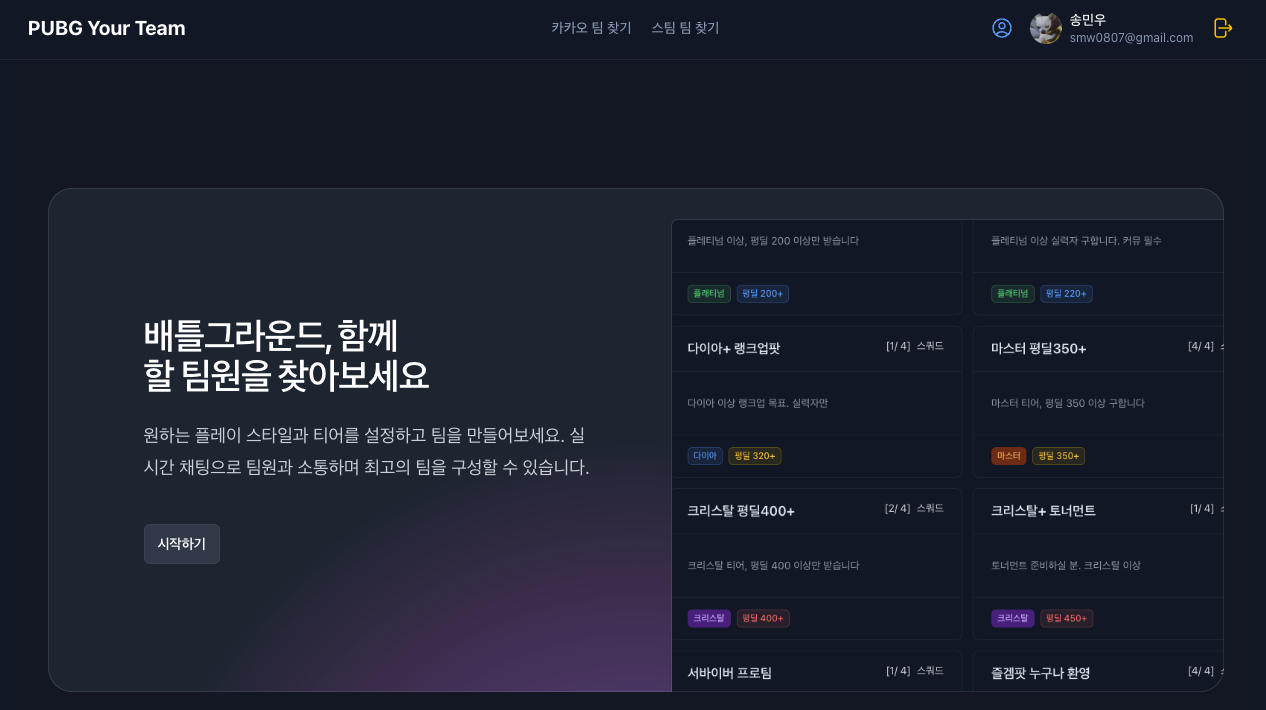 PUBG Your Team
카카오 팀 찾기
스팀 팀 찾기
송민우
smw0807@gmail.com
배틀그라운드, 함께
할 팀원을 찾아보세요
원하는 플레이 스타일과 티어를 설정하고 팀을 만들어보세요. 실
시간 채팅으로 팀원과 소통하며 최고의 팀을 구성할 수 있습니다.
시작하기
플레티넘 이상, 평딜 200 이상만 받습니다
플래티넘 평딜 200+
플레티넘 이상 실력자 구합니다. 커뮤 필수
플래티넘 평딜 220+
다이아+ 랭크업팟 [1/ 4] 스쿼드
다이아 이상 랭크업 목표. 실력자만
다이아 평딜 320+
마스터 평딜350+ [4/ 4]
마스터 티어, 평딜 350 이상 구합니다
마스터 평딜 350+
크리스탈 평딜400+ [2/ 4] 스쿼드
크리스탈 티어, 평딜 400 이상만 받습니다
크리스탈 평딜 400+
크리스탈+ 토너먼트 [1/ 4]
토너먼트 준비하실 분. 크리스탈 이상
크리스탈 평딜 450+
서바이버 프로팀 [1/ 4] 스쿼드
즐겜팟 누구나 환영 [4/ 4]